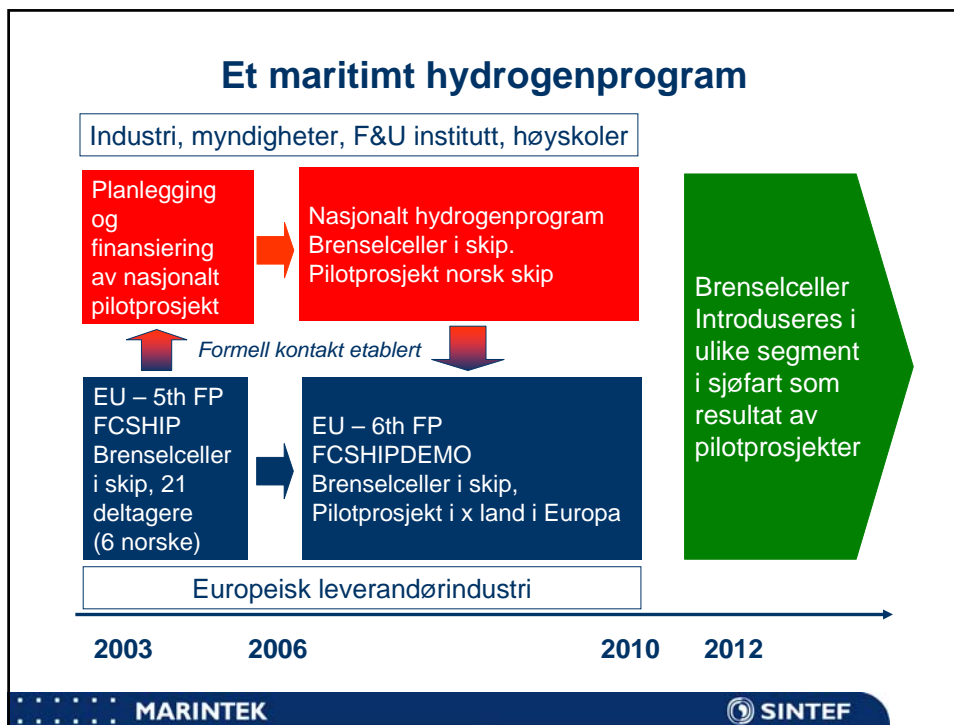 Et maritimt hydrogenprogram
Industri, myndigheter, F&U institutt, høyskoler
Planlegging
og
finansiering
av nasjonalt
pilotprosjekt
Nasjonalt hydrogenprogram
Brenselceller i skip.
Pilotprosjekt norsk skip
Formell kontakt etablert
EU – 5th FP
FCSHIP
Brenselceller
i skip, 21
deltagere
(6 norske)
EU – 6th FP
FCSHIPDEMO
Brenselceller i skip,
Pilotprosjekt i x land i Europa
Brenselceller
Introduseres i
ulike segment
i sjøfart som
resultat av
pilotprosjekter
Europeisk leverandørindustri
2003 2006 2010 2012
MARINTEK SINTEF